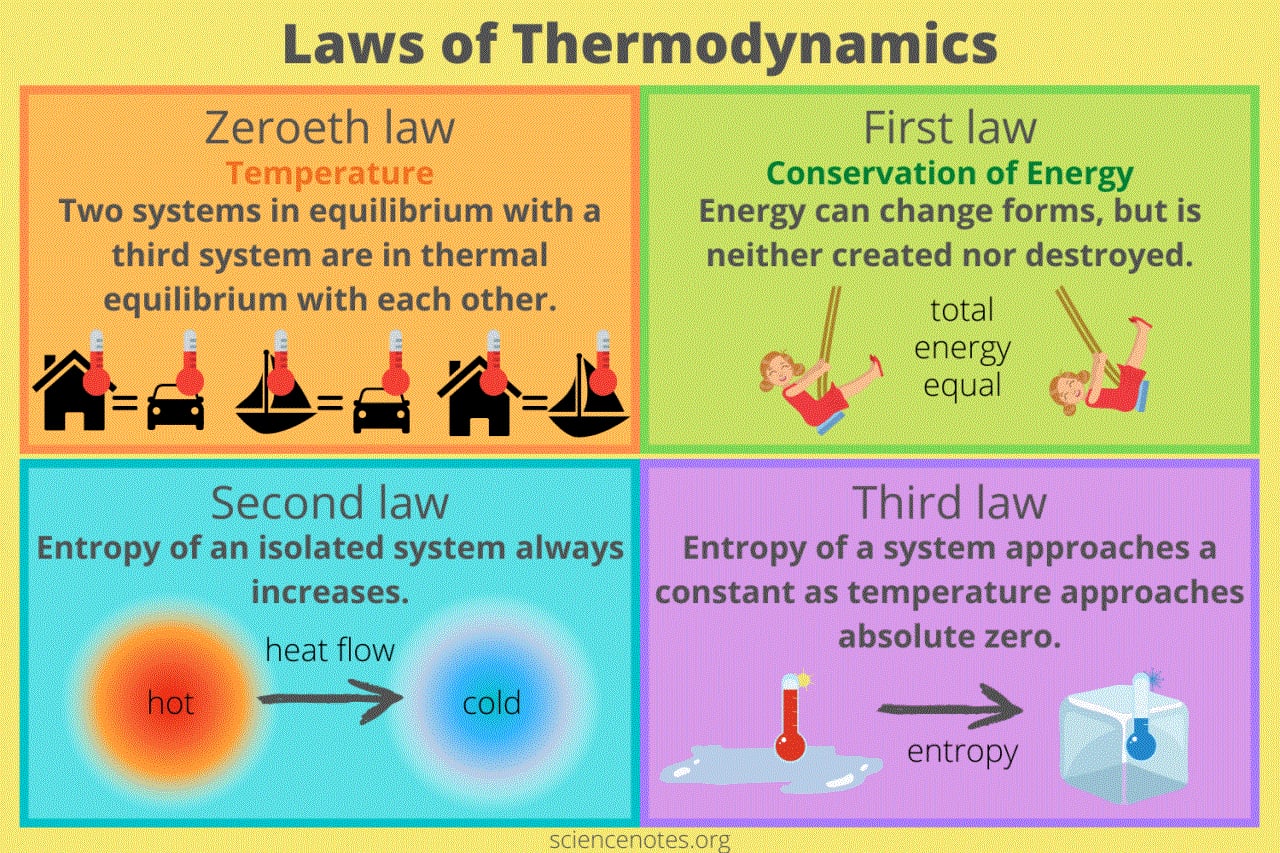 Laws of Thermodynamics
Zeroeth law
Temperature
Two systems in equilibrium with a
third system are in thermal
equilibrium with each other.
= = =
First law
Conservation of Energy
Energy can change forms, but is
neither created nor destroyed.
total
energy
equal
Second law
Entropy of an isolated system always
increases.
heat flow
hot
cold
Third law
Entropy of a system approaches a
constant as temperature approaches
absolute zero.
entropy
sciencenotes.org